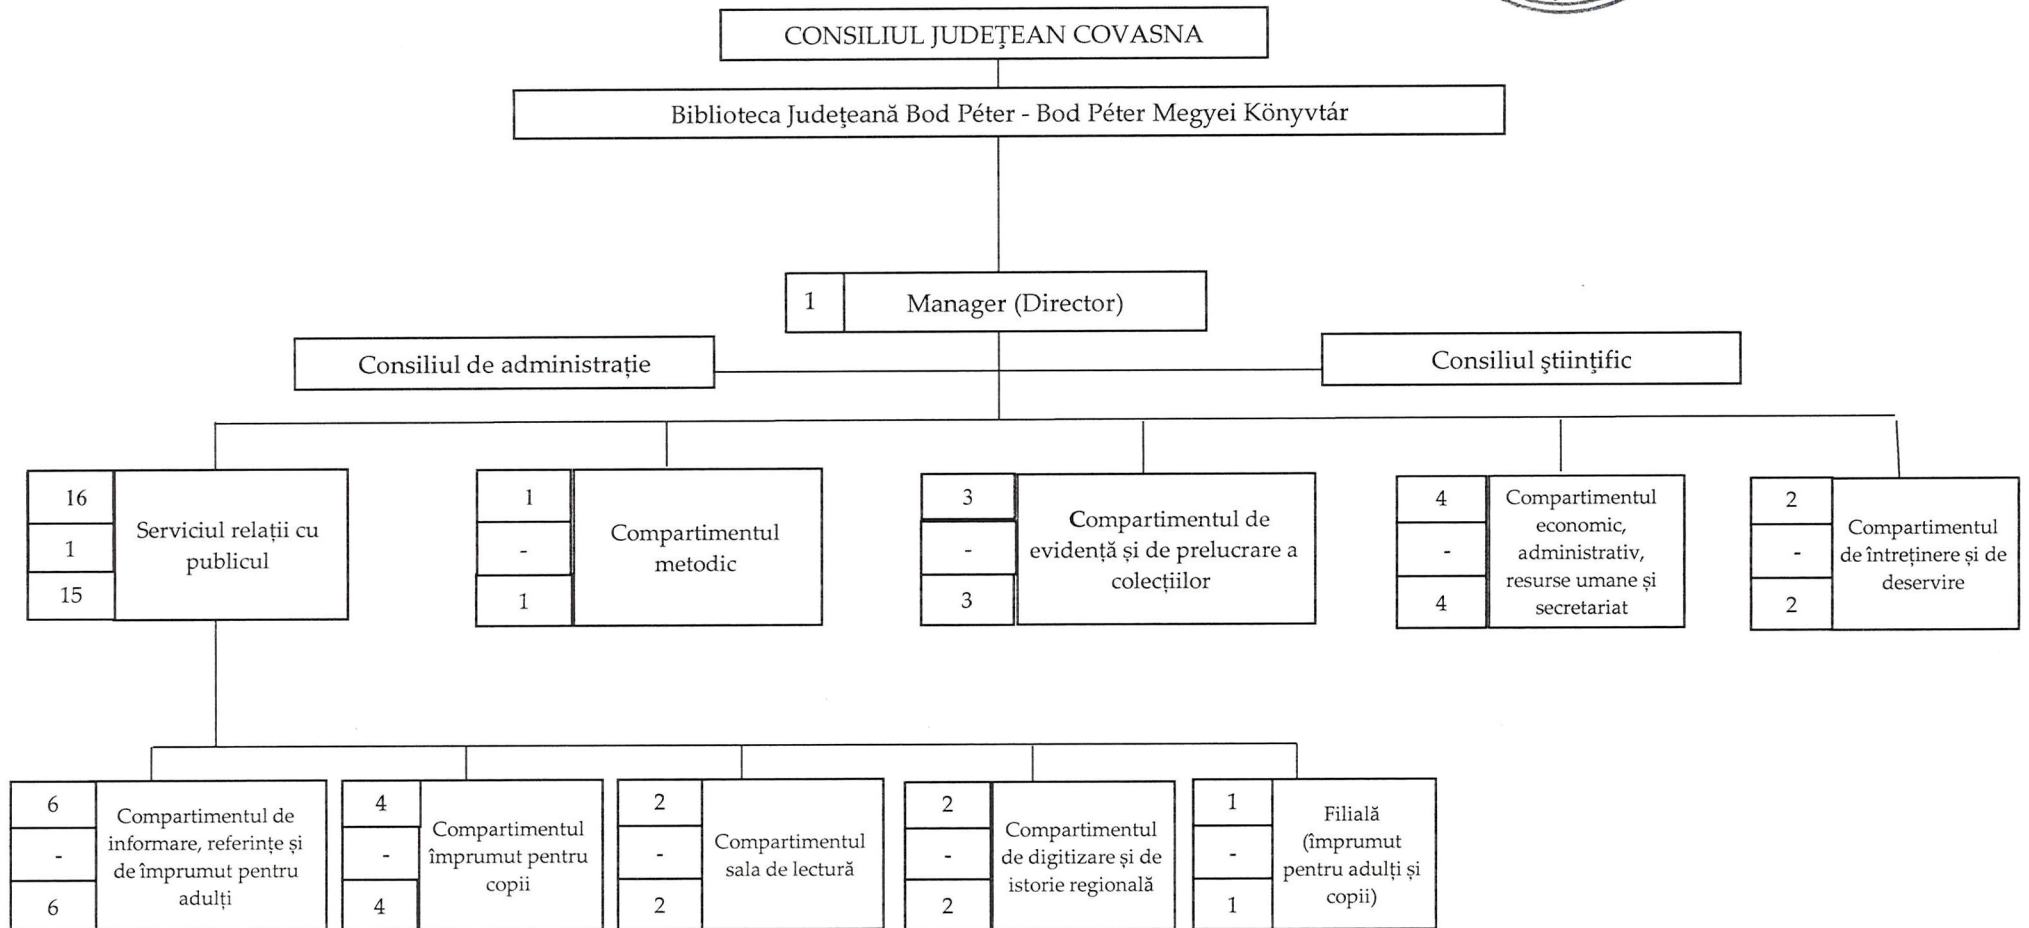 CONSILIUL JUDEŢEAN COVASNA
Biblioteca Judeţeană Bod Péter - Bod Péter Megyei Könyvtár
1
Manager (Director)
Consiliul de administrație
Consiliul ştiinţific
16
1
15
Serviciul relații cu
publicul
1
-
1
Compartimentul
metodic
3
-
3
Compartimentul de
evidență și de prelucrare a
colecțiilor
4
-
4
Compartimentul
economic,
administrativ,
resurse umane și
secretariat
2
-
2
Compartimentul
de întreținere și de
deservire
6
-
6
Compartimentul de
informare, referințe și
de împrumut pentru
adulți
4
-
4
Compartimentul
împrumut pentru
copii
2
-
2
Compartimentul
sala de lectură
2
-
2
Compartimentul
de digitizare și de
istorie regională
1
-
1
Filială
(împrumut
pentru adulți și
copii)